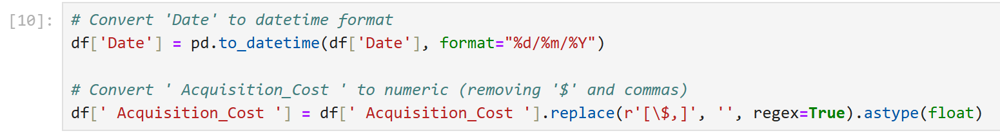 [10]: # Convert 'Date' to datetime format
df['Date'] = pd.to_datetime(df['Date'], format="%d/%m/%Y")
# Convert ' Acquisition_Cost ' to numeric (removing '$' and commas)
df[' Acquisition_Cost '] = df[' Acquisition_Cost '].replace(r'[\$,]', '', regex=True).astype(float)